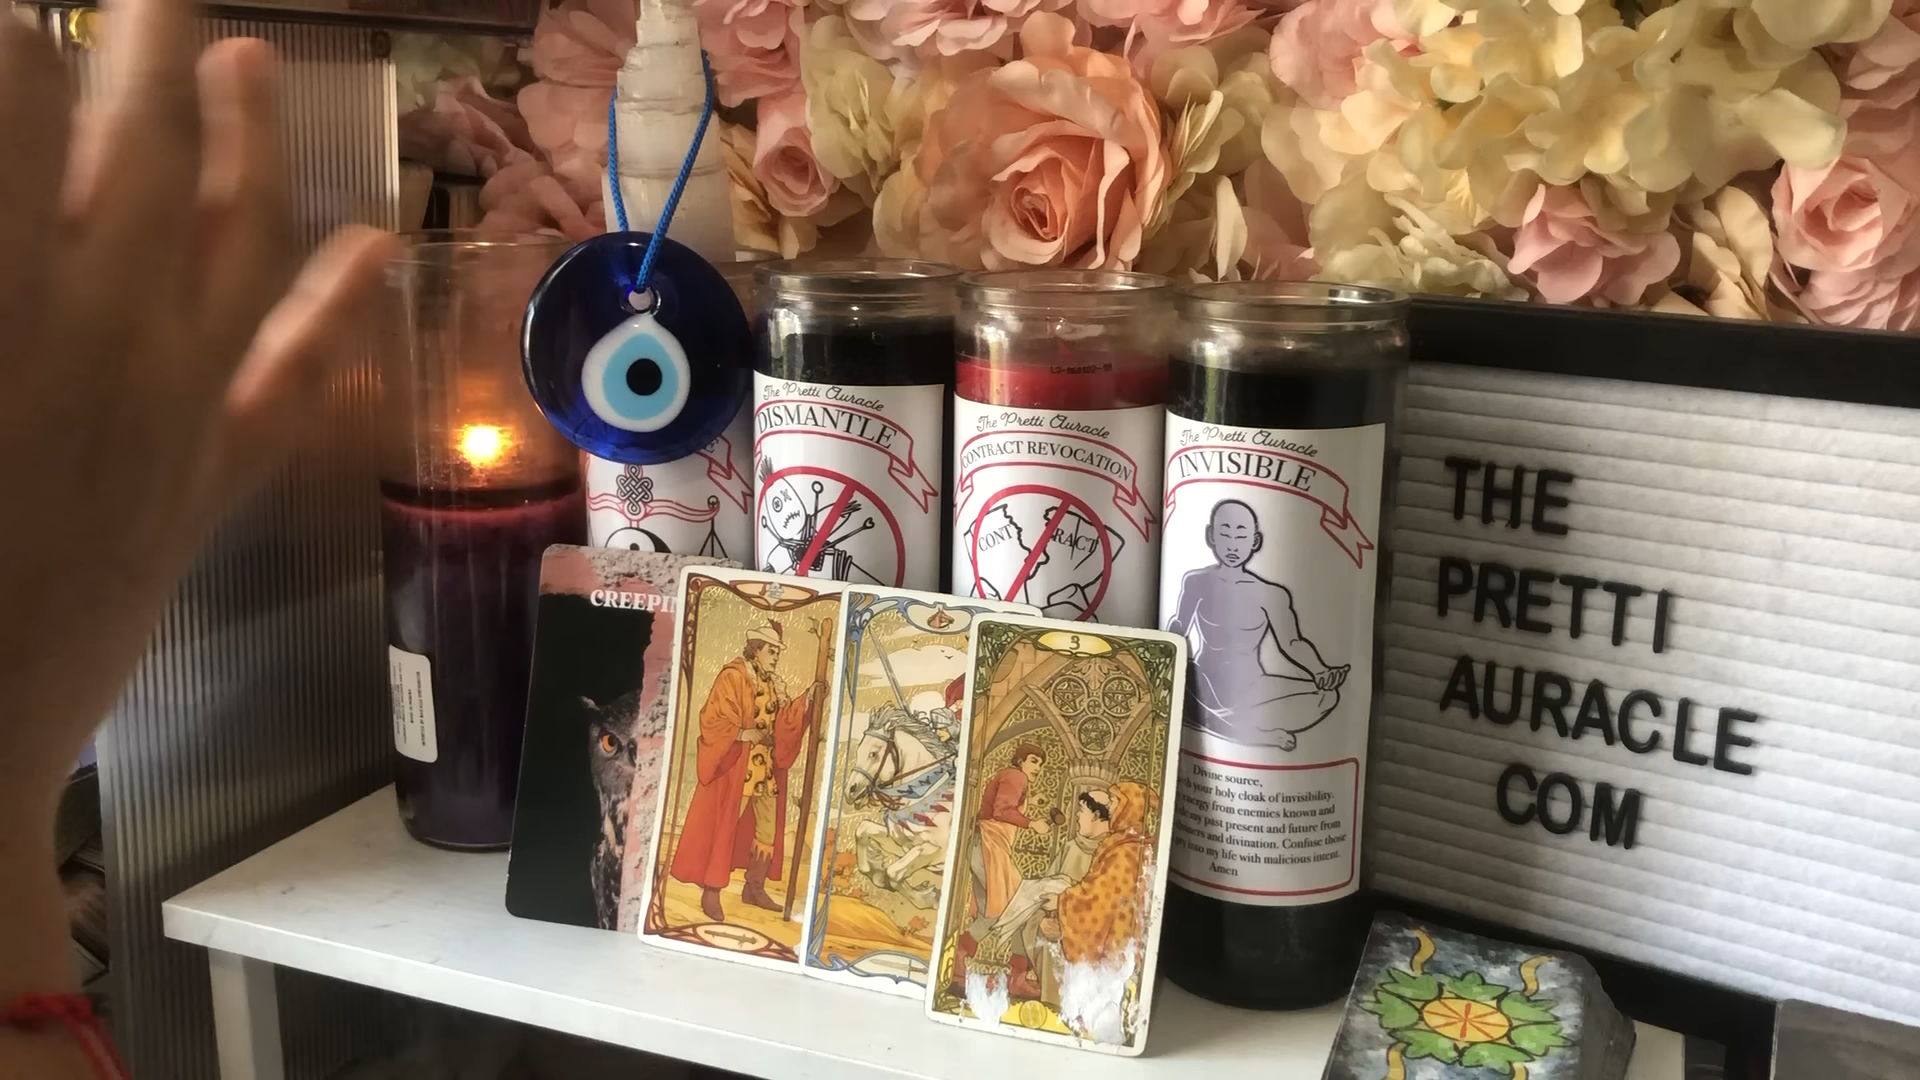 The Pretti Auracle
DISMANTLE
The Pretti Auracle
CONTRACT REVOCATION
CONT RACT
The Pretti Auracle
INVISIBLE
Divine source,
your holy cloak of invisibility.
energy from enemies known and
my past present and future from
and divination. Confuse those
into my life with malicious intent.
Amen
CREEPIN
3
THE
PRETTI
AURACLE
COM